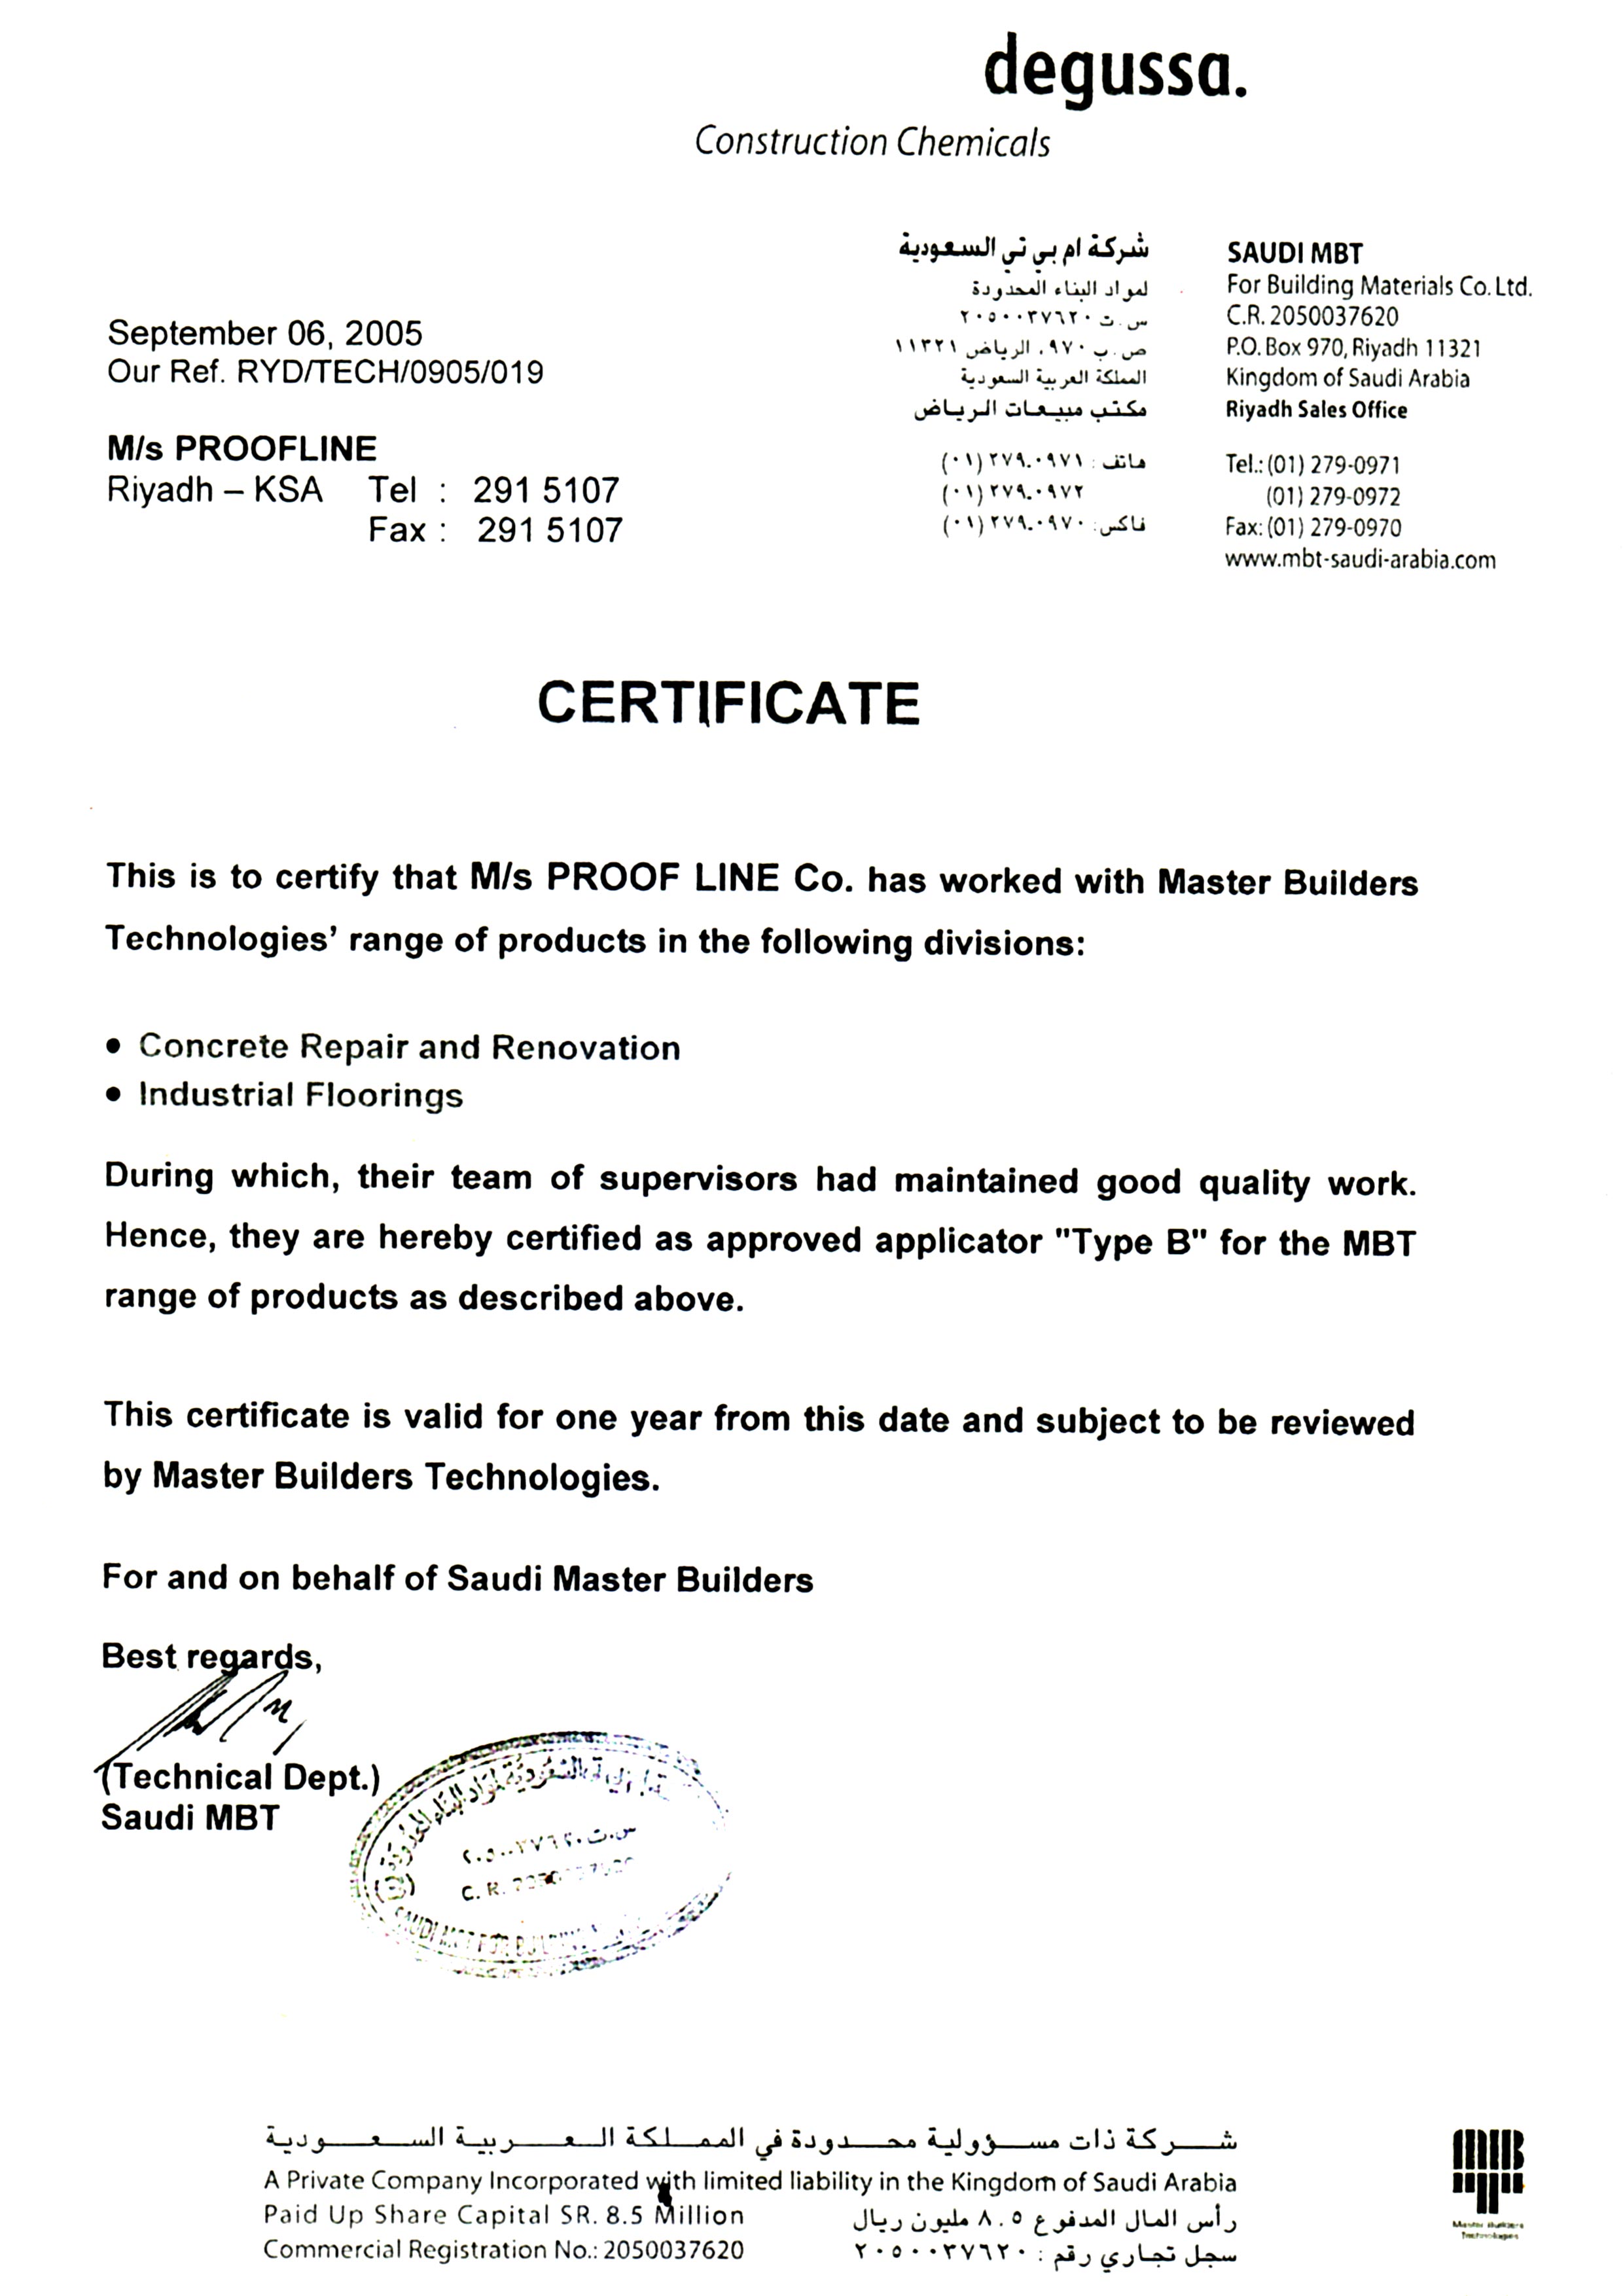 degussa.
Construction Chemicals
شركة ام بي تي السعودية
لمواد البناء المحدودة
س.ت ٢٠٥٠٠٣٧٦٢٠
ص.ب ٩٧٠، الرياض ١١٣٢١
المملكة العربية السعودية
مكتب مبيعات الرياض
هاتف : ٢٧٩-٠٩٧١ (٠١)
٢٧٩-٠٩٧٢ (٠١)
فاكس: ٢٧٩-٠٩٧٠ (٠١)
SAUDI MBT
For Building Materials Co. Ltd.
C.R. 2050037620
P.O. Box 970, Riyadh 11321
Kingdom of Saudi Arabia
Riyadh Sales Office
Tel.: (01) 279-0971
(01) 279-0972
Fax: (01) 279-0970
www.mbt-saudi-arabia.com
September 06, 2005
Our Ref. RYD/TECH/0905/019
M/s PROOFLINE
Riyadh – KSA Tel : 291 5107
Fax : 291 5107
CERTIFICATE
This is to certify that M/s PROOF LINE Co. has worked with Master Builders
Technologies' range of products in the following divisions:
• Concrete Repair and Renovation
• Industrial Floorings
During which, their team of supervisors had maintained good quality work.
Hence, they are hereby certified as approved applicator "Type B" for the MBT
range of products as described above.
This certificate is valid for one year from this date and subject to be reviewed
by Master Builders Technologies.
For and on behalf of Saudi Master Builders
Best regards,
(Technical Dept.)
Saudi MBT
س.ت ٢٠٥٠٠٣٧٦٢٠
C. R.
SAUDI MBT FOR BUILDING
شركة ذات مسؤولية محدودة في المملكة العربية السعودية
A Private Company Incorporated with limited liability in the Kingdom of Saudi Arabia
Paid Up Share Capital SR. 8.5 Million
رأس المال المدفوع ٨.٥ مليون ريال
Commercial Registration No.: 2050037620
سجل تجاري رقم : ٢٠٥٠٠٣٧٦٢٠
MBT
Master Builders
Technologies